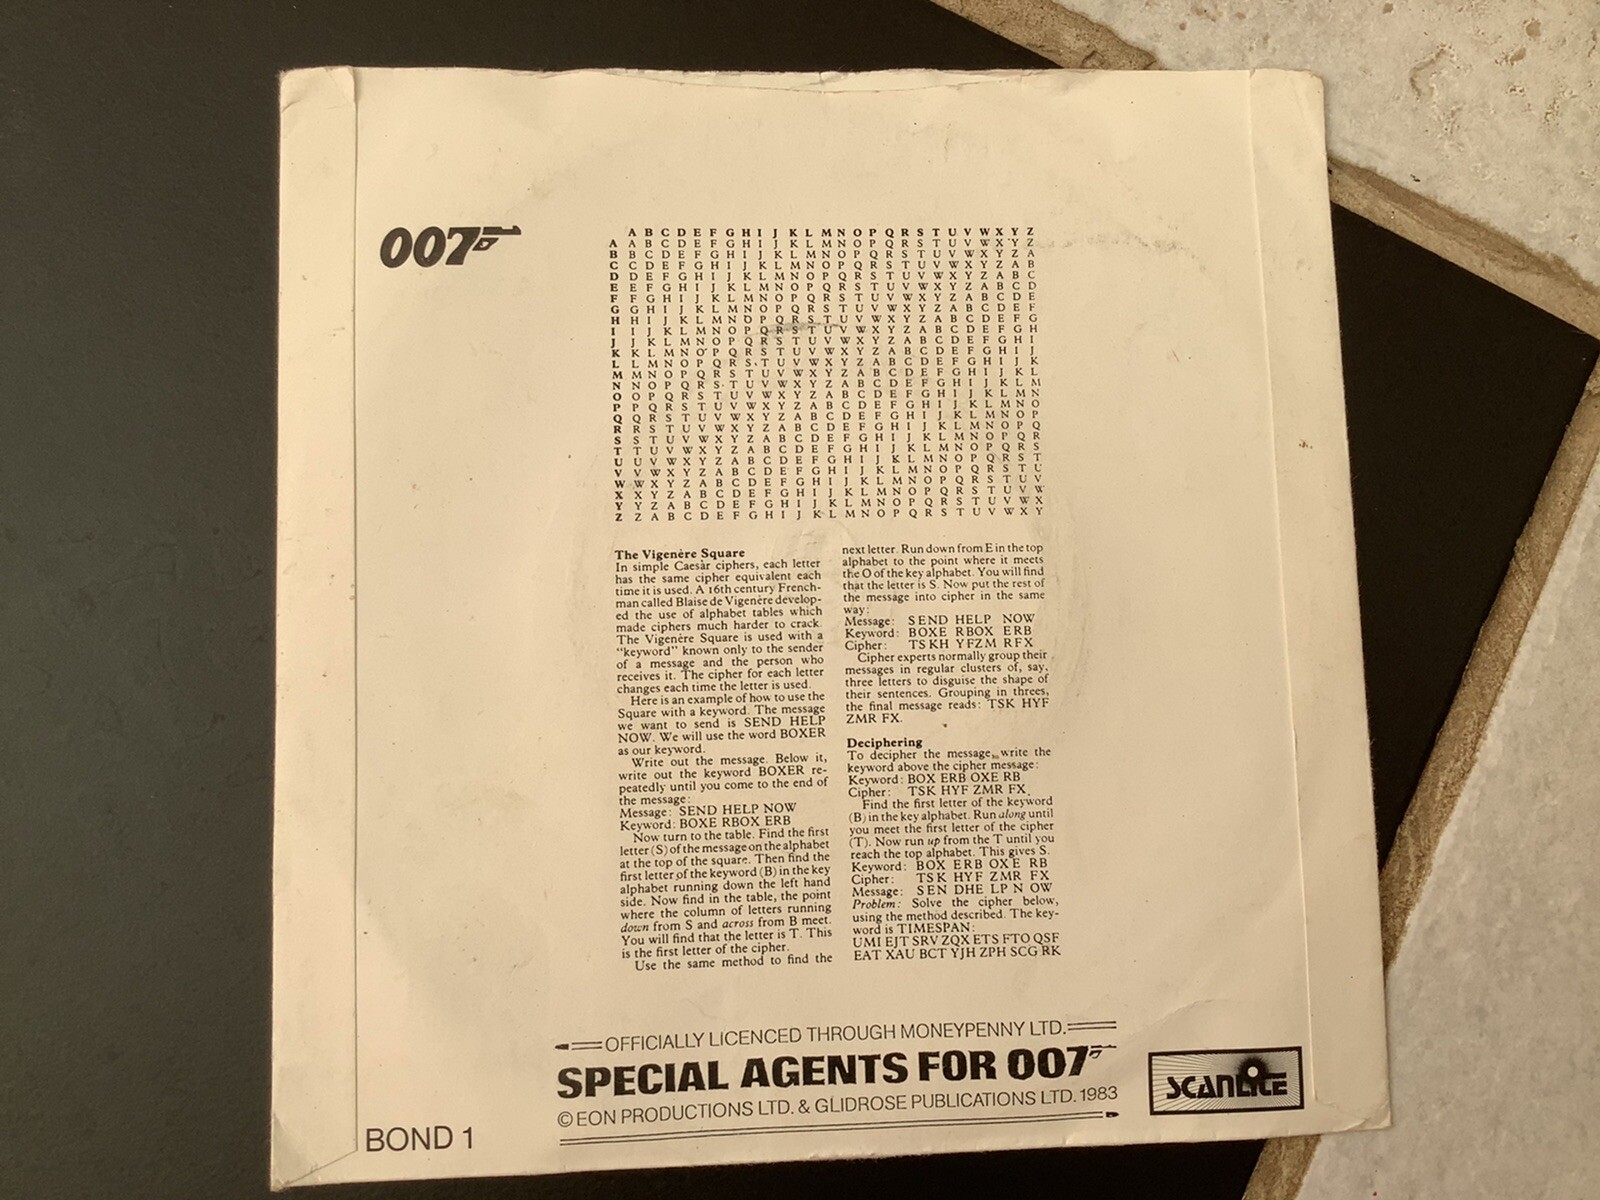 007
A B C D E F G H I J K L M N O P Q R S T U V W X Y Z
A A B C D E F G H I J K L M N O P Q R S T U V W X Y Z
B B C D E F G H I J K L M N O P Q R S T U V W X Y Z A
C C D E F G H I J K L M N O P Q R S T U V W X Y Z A B
D D E F G H I J K L M N O P Q R S T U V W X Y Z A B C
E E F G H I J K L M N O P Q R S T U V W X Y Z A B C D
F F G H I J K L M N O P Q R S T U V W X Y Z A B C D E
G G H I J K L M N O P Q R S T U V W X Y Z A B C D E F
H H I J K L M N O P Q R S T U V W X Y Z A B C D E F G
I I J K L M N O P Q R S T U V W X Y Z A B C D E F G H
J J K L M N O P Q R S T U V W X Y Z A B C D E F G H I
K K L M N O P Q R S T U V W X Y Z A B C D E F G H I J
L L M N O P Q R S T U V W X Y Z A B C D E F G H I J K
M M N O P Q R S T U V W X Y Z A B C D E F G H I J K L
N N O P Q R S T U V W X Y Z A B C D E F G H I J K L M
O O P Q R S T U V W X Y Z A B C D E F G H I J K L M N
P P Q R S T U V W X Y Z A B C D E F G H I J K L M N O
Q Q R S T U V W X Y Z A B C D E F G H I J K L M N O P
R R S T U V W X Y Z A B C D E F G H I J K L M N O P Q
S S T U V W X Y Z A B C D E F G H I J K L M N O P Q R
T T U V W X Y Z A B C D E F G H I J K L M N O P Q R S
U U V W X Y Z A B C D E F G H I J K L M N O P Q R S T
V V W X Y Z A B C D E F G H I J K L M N O P Q R S T U
W W X Y Z A B C D E F G H I J K L M N O P Q R S T U V
X X Y Z A B C D E F G H I J K L M N O P Q R S T U V W
Y Y Z A B C D E F G H I J K L M N O P Q R S T U V W X
Z Z A B C D E F G H I J K L M N O P Q R S T U V W X Y
The Vigenère Square
In simple Caesar ciphers, each letter
has the same cipher equivalent each
time it is used. A 16th century French-
man called Blaise de Vigenère develop-
ed the use of alphabet tables which
made ciphers much harder to crack.
The Vigenère Square is used with a
"keyword" known only to the sender
of a message and the person who
receives it. The cipher for each letter
changes each time the letter is used.
Here is an example of how to use the
Square with a keyword. The message
we want to send is SEND HELP
NOW. We will use the word BOXER
as our keyword.
Write out the message. Below it,
write out the keyword BOXER re-
peatedly until you come to the end of
the message:
Message: SEND HELP NOW
Keyword: BOXE RBOX ERB
Now turn to the table. Find the first
letter (S) of the message on the alphabet
at the top of the square. Then find the
first letter of the keyword (B) in the key
alphabet running down the left hand
side. Now find in the table, the point
where the column of letters running
down from S and across from B meet.
You will find that the letter is T. This
is the first letter of the cipher.
Use the same method to find the
next letter. Run down from E in the top
alphabet to the point where it meets
the O of the key alphabet. You will find
that the letter is S. Now put the rest of
the message into cipher in the same
way:
Message: SEND HELP NOW
Keyword: BOXE RBOX ERB
Cipher: TSKH YFZM RFX
Cipher experts normally group their
messages in regular clusters of, say,
three letters to disguise the shape of
their sentences. Grouping in threes,
the final message reads: TSK HYF
ZMR FX.
Deciphering
To decipher the message, write the
keyword above the cipher message:
Keyword: BOX ERB OXE RB
Cipher: TSK HYF ZMR FX.
Find the first letter of the keyword
(B) in the key alphabet. Run along until
you meet the first letter of the cipher
(T). Now run up from the T until you
reach the top alphabet. This gives S.
Keyword: BOX ERB OXE RB
Cipher: TSK HYF ZMR FX
Message: SEN DHE LPN OW
Problem: Solve the cipher below,
using the method described. The key-
word is TIMESPAN:
UMI EJT SRV ZQX ETS FTO QSF
EAT XAU BCT YJH ZPH SCG RK
OFFICIALLY LICENCED THROUGH MONEYPENNY LTD.
SPECIAL AGENTS FOR 007
© EON PRODUCTIONS LTD. & GLIDROSE PUBLICATIONS LTD. 1983
SCANLITE
BOND 1